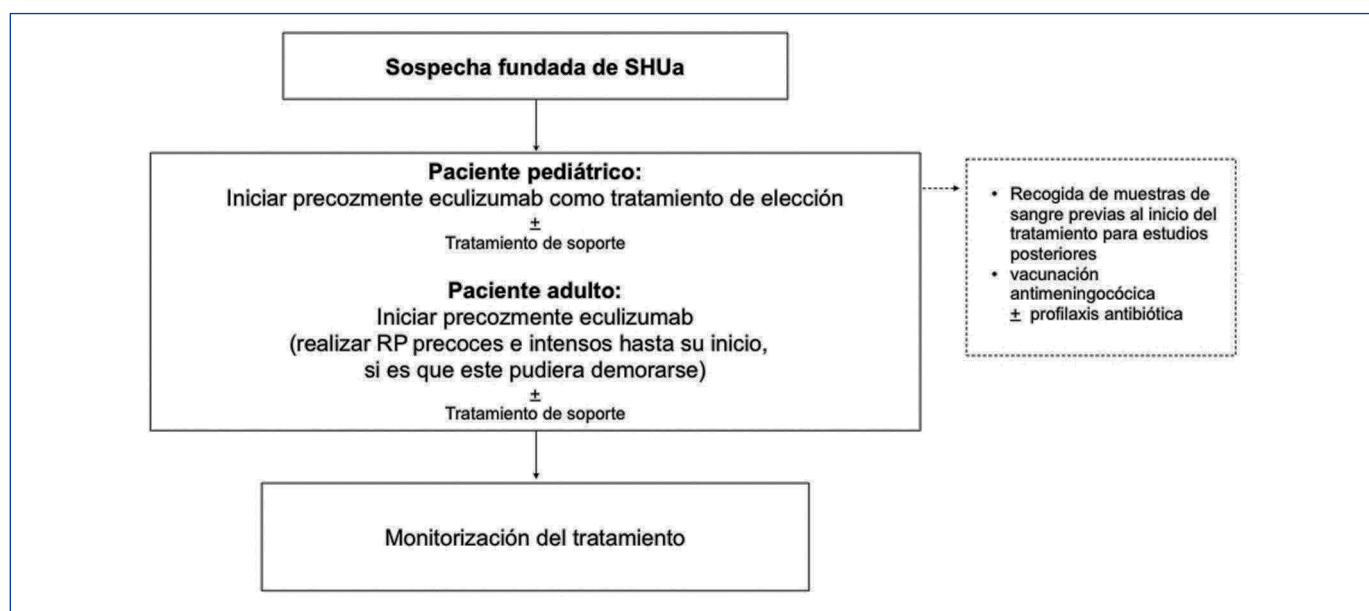 Sospecha fundada de SHUa
Paciente pediátrico:
Iniciar precozmente eculizumab como tratamiento de elección
±
Tratamiento de soporte
Paciente adulto:
Iniciar precozmente eculizumab
(realizar RP precoces e intensos hasta su inicio,
si es que este pudiera demorarse)
±
Tratamiento de soporte
• Recogida de muestras de
sangre previas al inicio del
tratamiento para estudios
posteriores
• vacunación
antimeningocócica
± profilaxis antibiótica
Monitorización del tratamiento